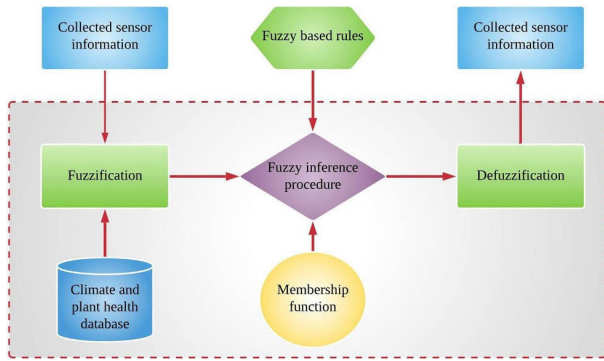 Collected sensor
information
Fuzzy based rules
Collected sensor
information
Fuzzification
Fuzzy inference
procedure
Defuzzification
Climate and
plant health
database
Membership
function